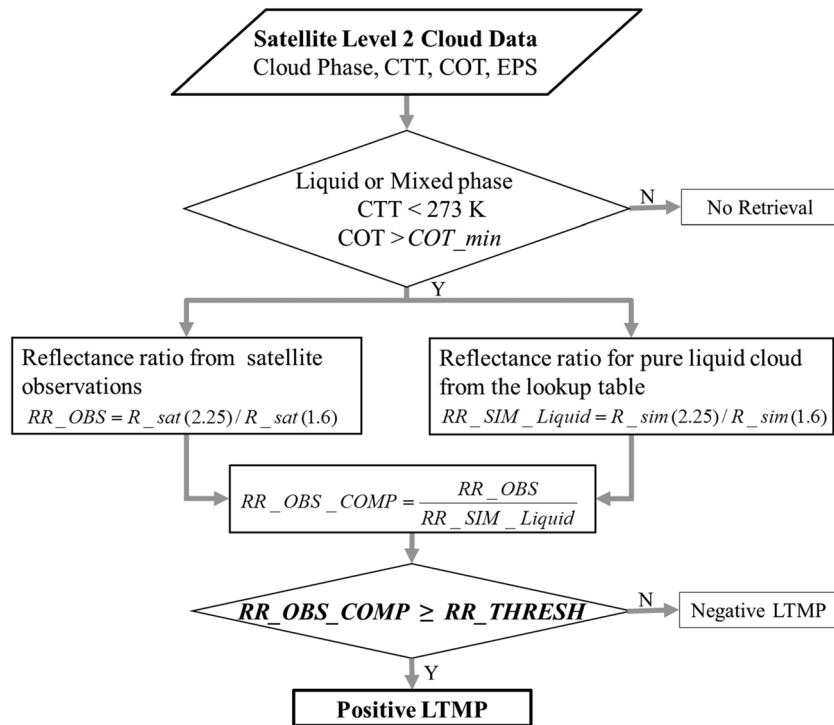 Satellite Level 2 Cloud Data
Cloud Phase, CTT, COT, EPS
Liquid or Mixed phase
CTT < 273 K
COT > COT_min
N
No Retrieval
Y
Reflectance ratio from satellite
observations
RR_OBS = R_sat(2.25) / R_sat(1.6)
Reflectance ratio for pure liquid cloud
from the lookup table
RR_SIM_Liquid = R_sim(2.25) / R_sim(1.6)
RR_OBS_COMP = RR_OBS / RR_SIM_Liquid
RR_OBS_COMP ≥ RR_THRESH
N
Negative LTMP
Y
Positive LTMP